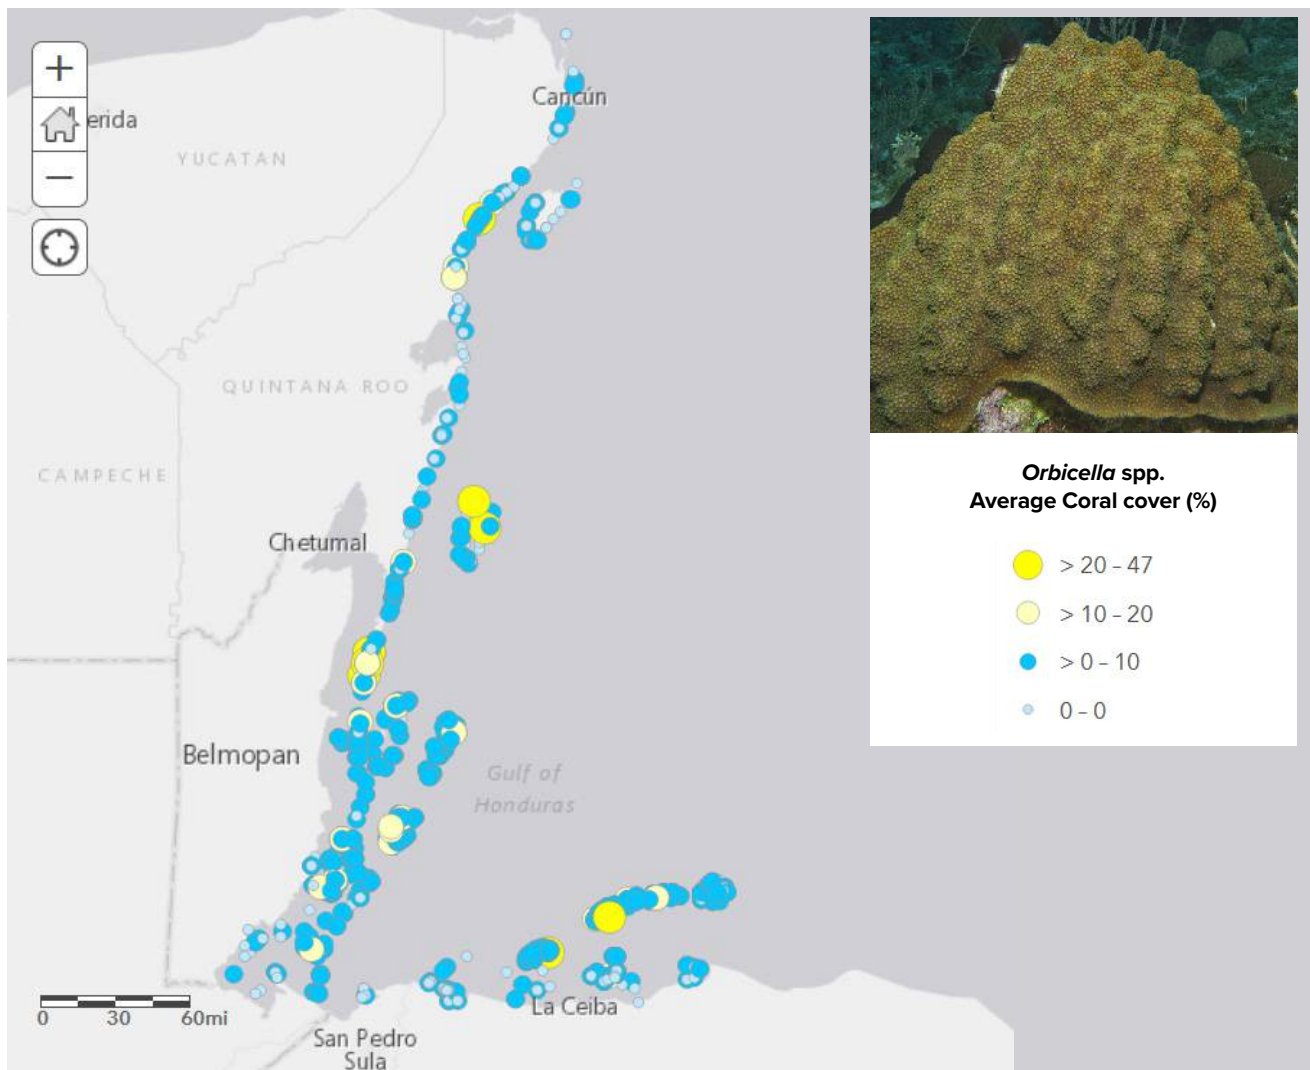 +
Cancún
erida
YUCATAN
−
QUINTANA ROO
CAMPECHE
Orbicella spp.
Average Coral cover (%)
Chetumal
> 20 - 47
> 10 - 20
> 0 - 10
0 - 0
Belmopan
Gulf of
Honduras
La Ceiba
0 30 60mi
San Pedro
Sula